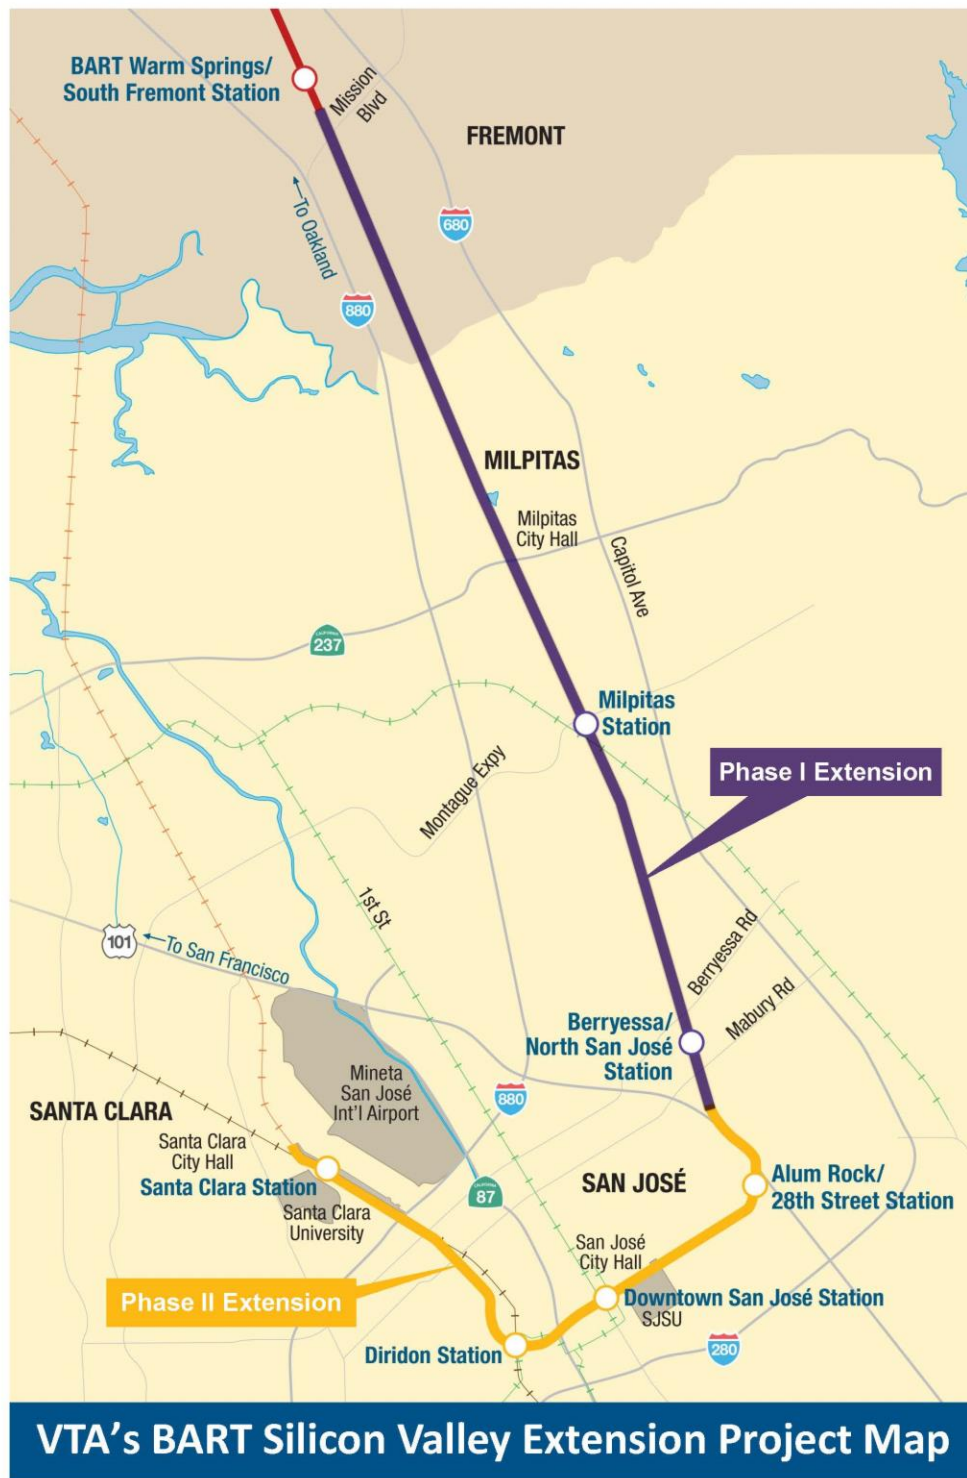 BART Warm Springs/
South Fremont Station
Mission
Blvd
FREMONT
To Oakland
680
880
MILPITAS
Milpitas
City Hall
Capitol Ave
CALIFORNIA
237
Milpitas
Station
Montague Expy
Phase I Extension
1st St
101
To San Francisco
Berryessa Rd
Mabury Rd
Berryessa/
North San José
Station
Mineta
San José
Int'l Airport
880
SANTA CLARA
Santa Clara
City Hall
Santa Clara Station
Santa Clara
University
CALIFORNIA
87
SAN JOSÉ
Alum Rock/
28th Street Station
San José
City Hall
Phase II Extension
Downtown San José Station
SJSU
Diridon Station
280
VTA's BART Silicon Valley Extension Project Map